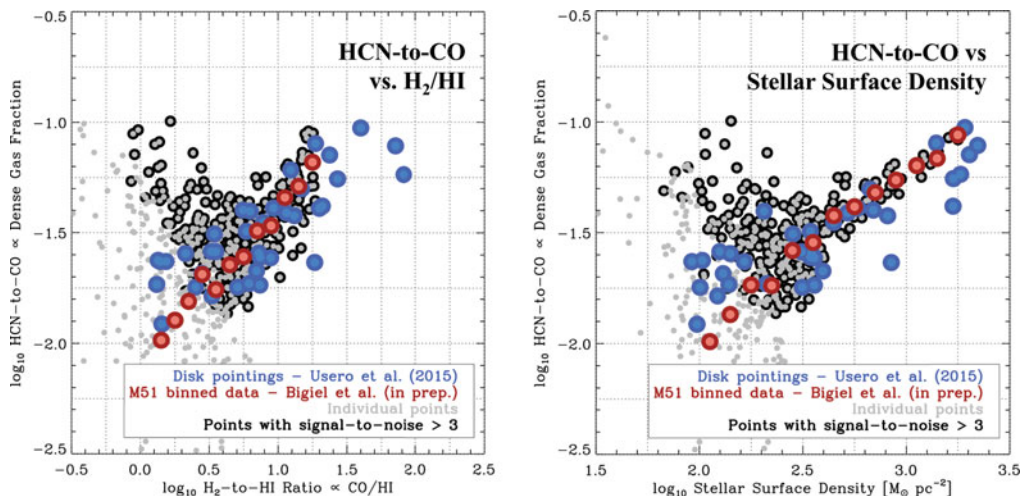 HCN-to-CO
vs. H₂/HI
log₁₀ HCN-to-CO ∝ Dense Gas Fraction
-0.5
-1.0
-1.5
-2.0
-2.5
Disk pointings – Usero et al. (2015)
M51 binned data – Bigiel et al. (in prep.)
Individual points
Points with signal-to-noise > 3
-0.5 0.0 0.5 1.0 1.5 2.0 2.5
log₁₀ H₂-to-HI Ratio ∝ CO/HI
HCN-to-CO vs
Stellar Surface Density
log₁₀ HCN-to-CO ∝ Dense Gas Fraction
-0.5
-1.0
-1.5
-2.0
-2.5
Disk pointings – Usero et al. (2015)
M51 binned data – Bigiel et al. (in prep.)
Individual points
Points with signal-to-noise > 3
1.5 2.0 2.5 3.0 3.5
log₁₀ Stellar Surface Density [M⊙ pc⁻²]